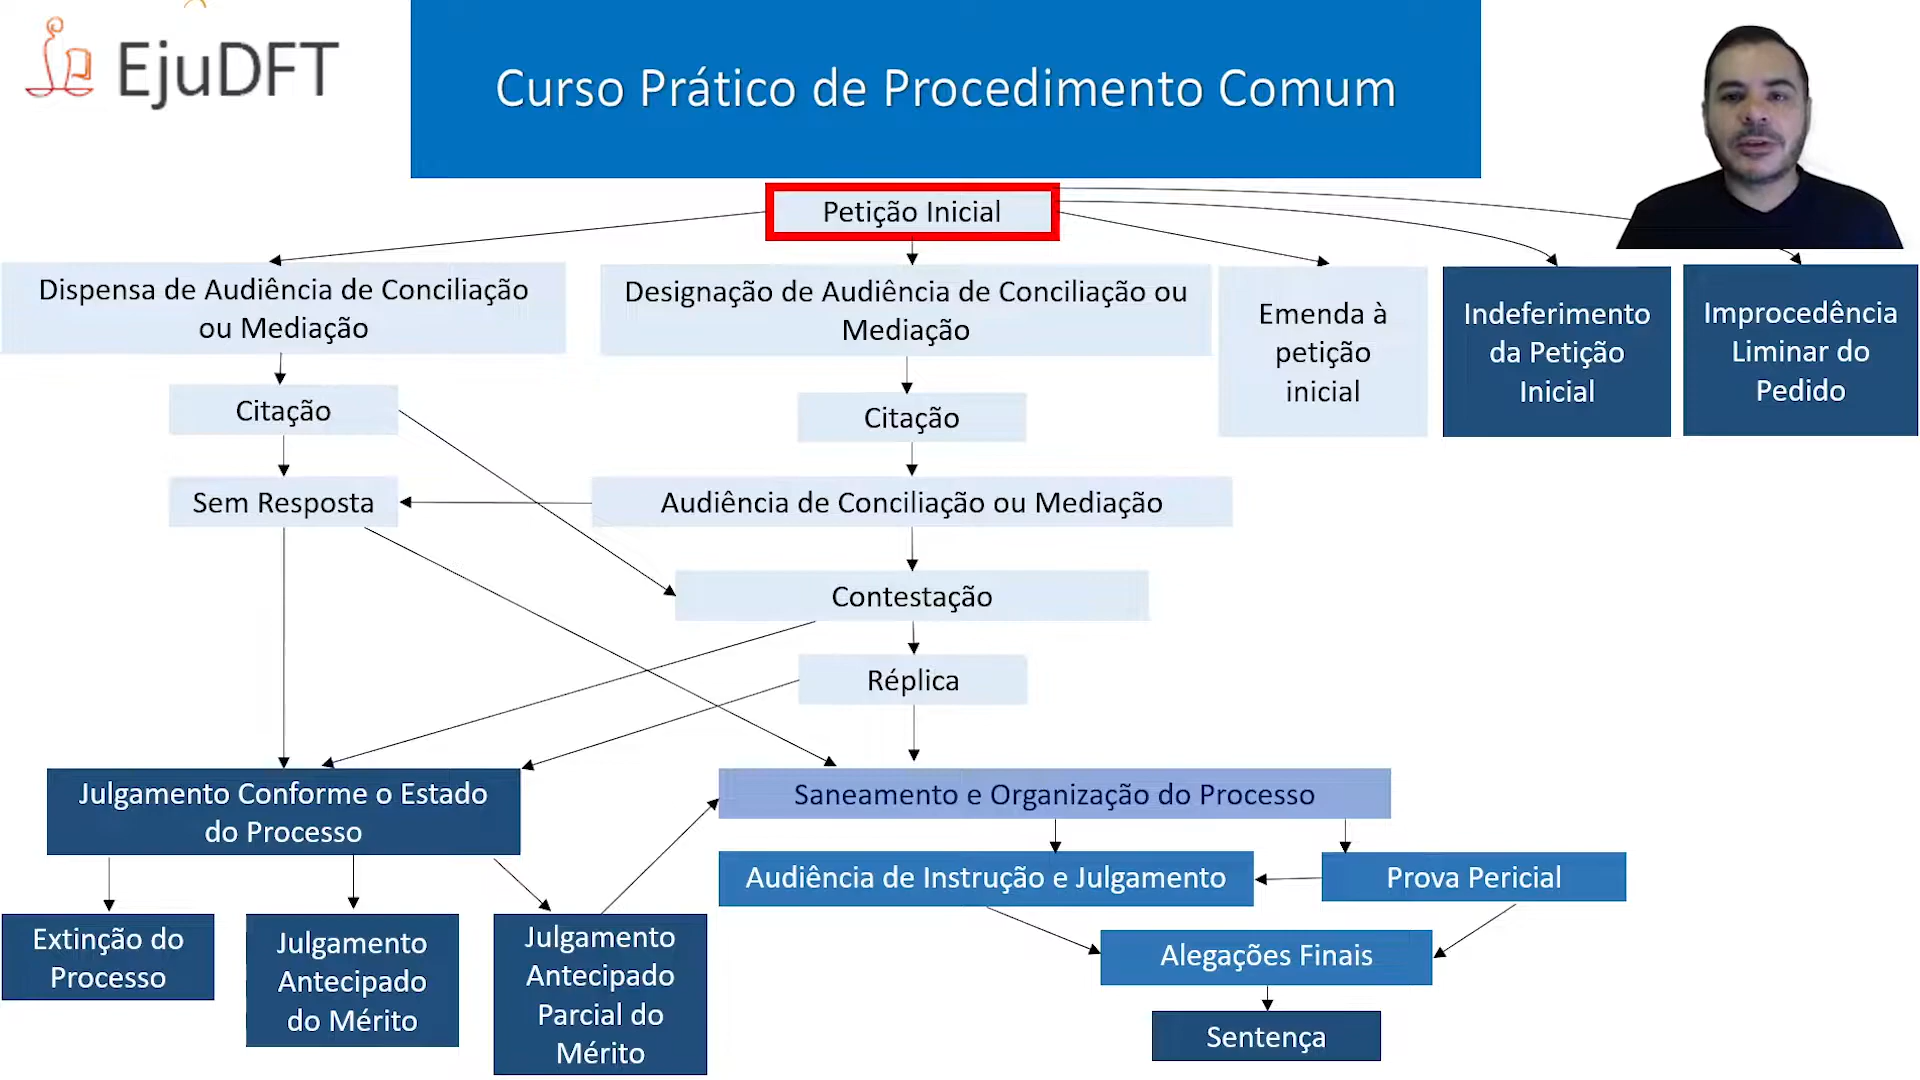 EjuDFT
Curso Prático de Procedimento Comum
Petição Inicial
Dispensa de Audiência de Conciliação
ou Mediação
Designação de Audiência de Conciliação ou
Mediação
Emenda à
petição
inicial
Indeferimento
da Petição
Inicial
Improcedência
Liminar do
Pedido
Citação
Citação
Sem Resposta
Audiência de Conciliação ou Mediação
Contestação
Réplica
Julgamento Conforme o Estado
do Processo
Saneamento e Organização do Processo
Audiência de Instrução e Julgamento
Prova Pericial
Extinção do
Processo
Julgamento
Antecipado
do Mérito
Julgamento
Antecipado
Parcial do
Mérito
Alegações Finais
Sentença